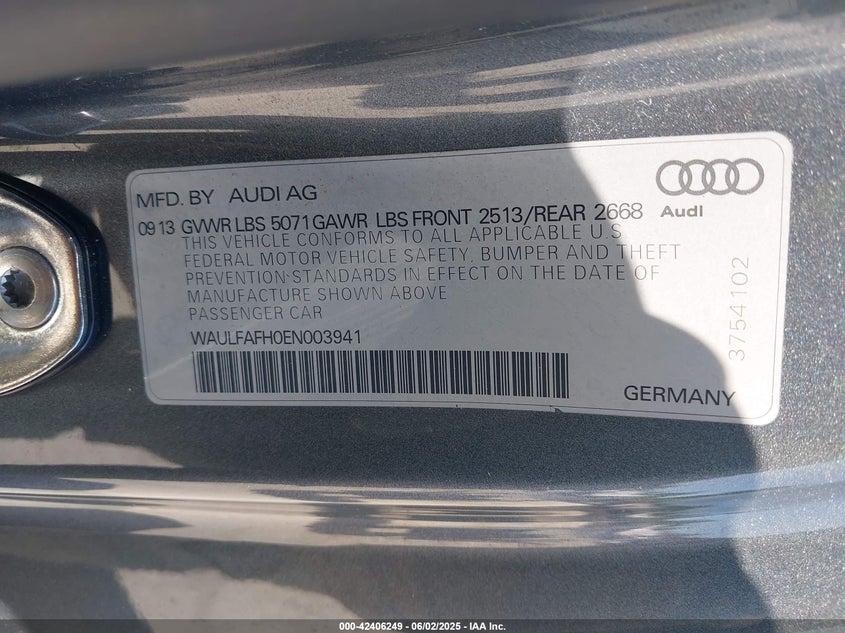 MFD. BY AUDI AG
Audi
09 13 GVWR LBS 5071 GAWR LBS FRONT 2513/REAR 2668
THIS VEHICLE CONFORMS TO ALL APPLICABLE U S
FEDERAL MOTOR VEHICLE SAFETY, BUMPER AND THEFT
PREVENTION STANDARDS IN EFFECT ON THE DATE OF
MANUFACTURE SHOWN ABOVE
PASSENGER CAR
WAULFAFH0EN003941
GERMANY
3754102
000-42406249 - 06/02/2025 - IAA Inc.